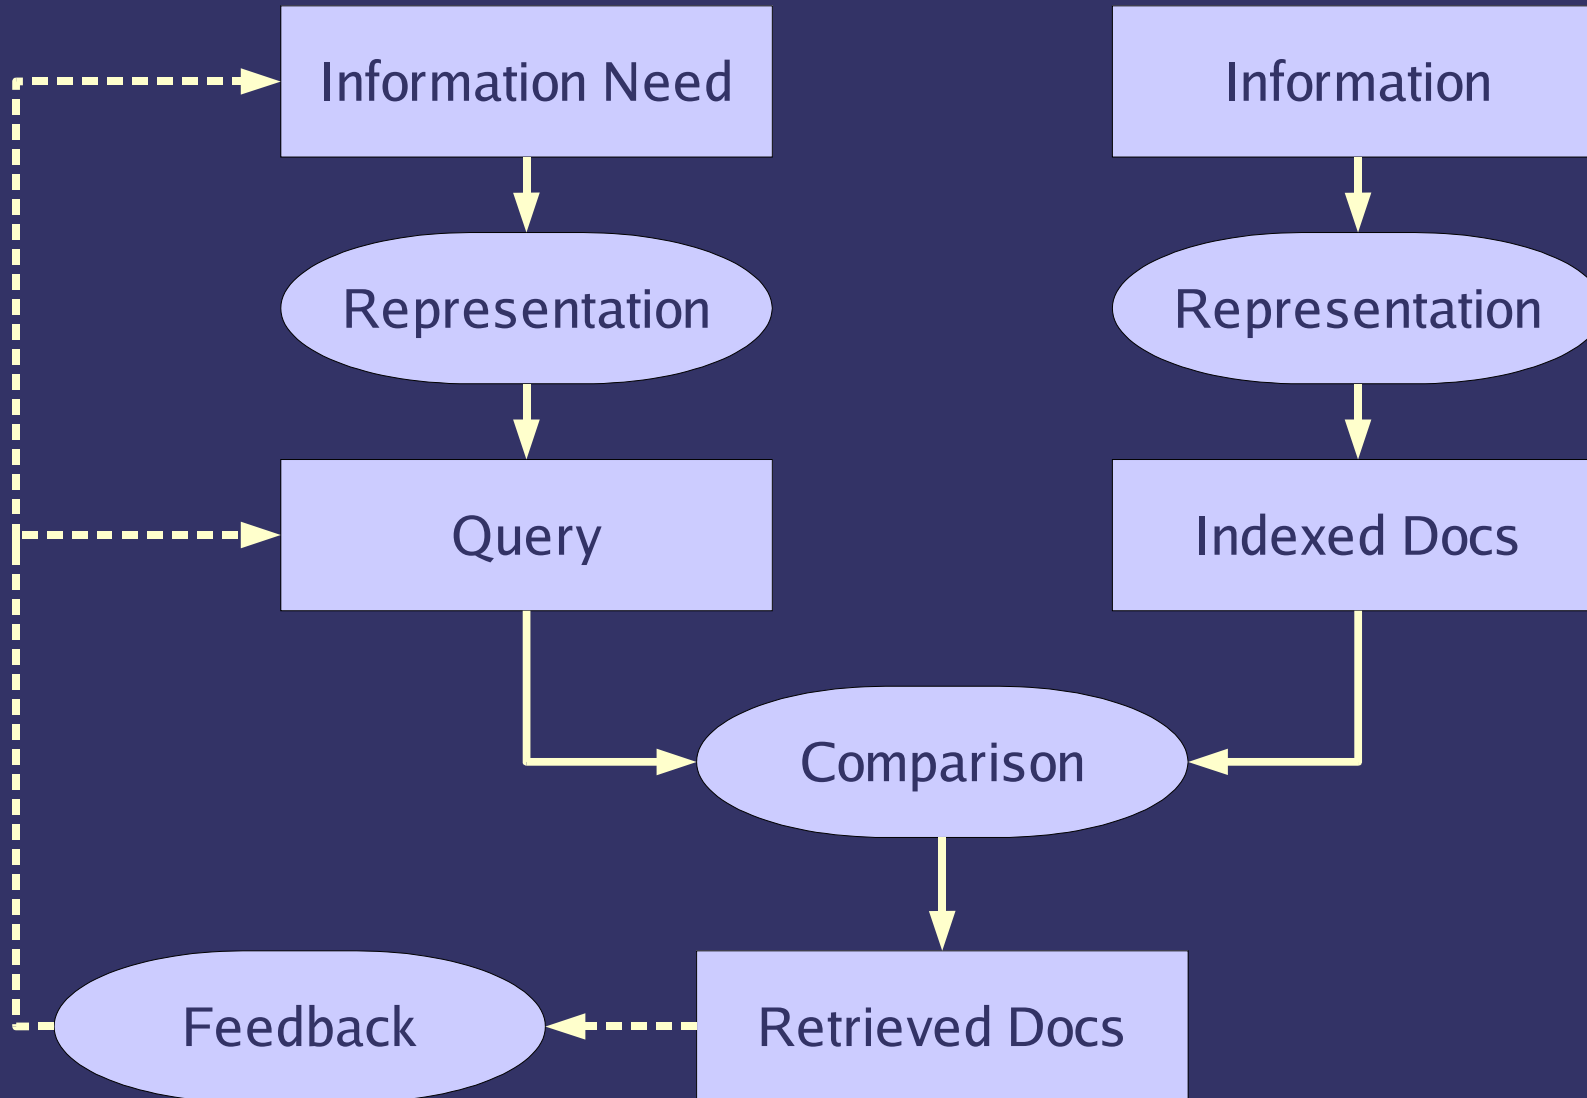 Information Need
Information
Representation
Representation
Query
Indexed Docs
Comparison
Feedback
Retrieved Docs